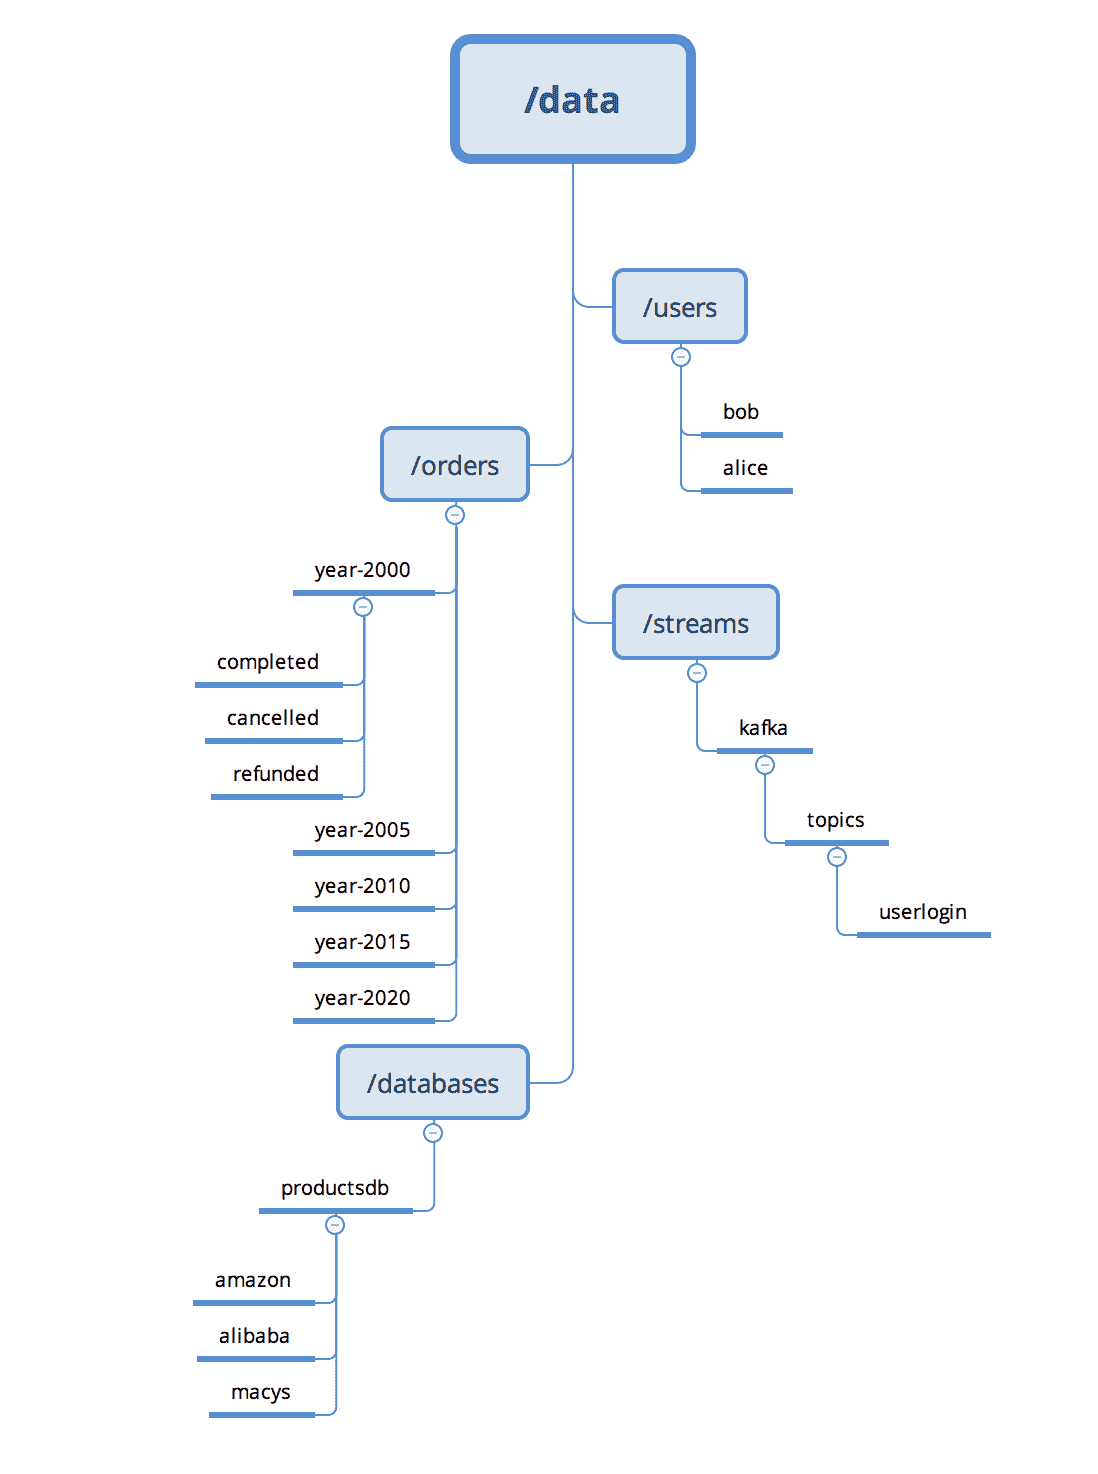 /data
/users
bob
alice
/orders
year-2000
completed
cancelled
refunded
year-2005
year-2010
year-2015
year-2020
/streams
kafka
topics
userlogin
/databases
productsdb
amazon
alibaba
macys